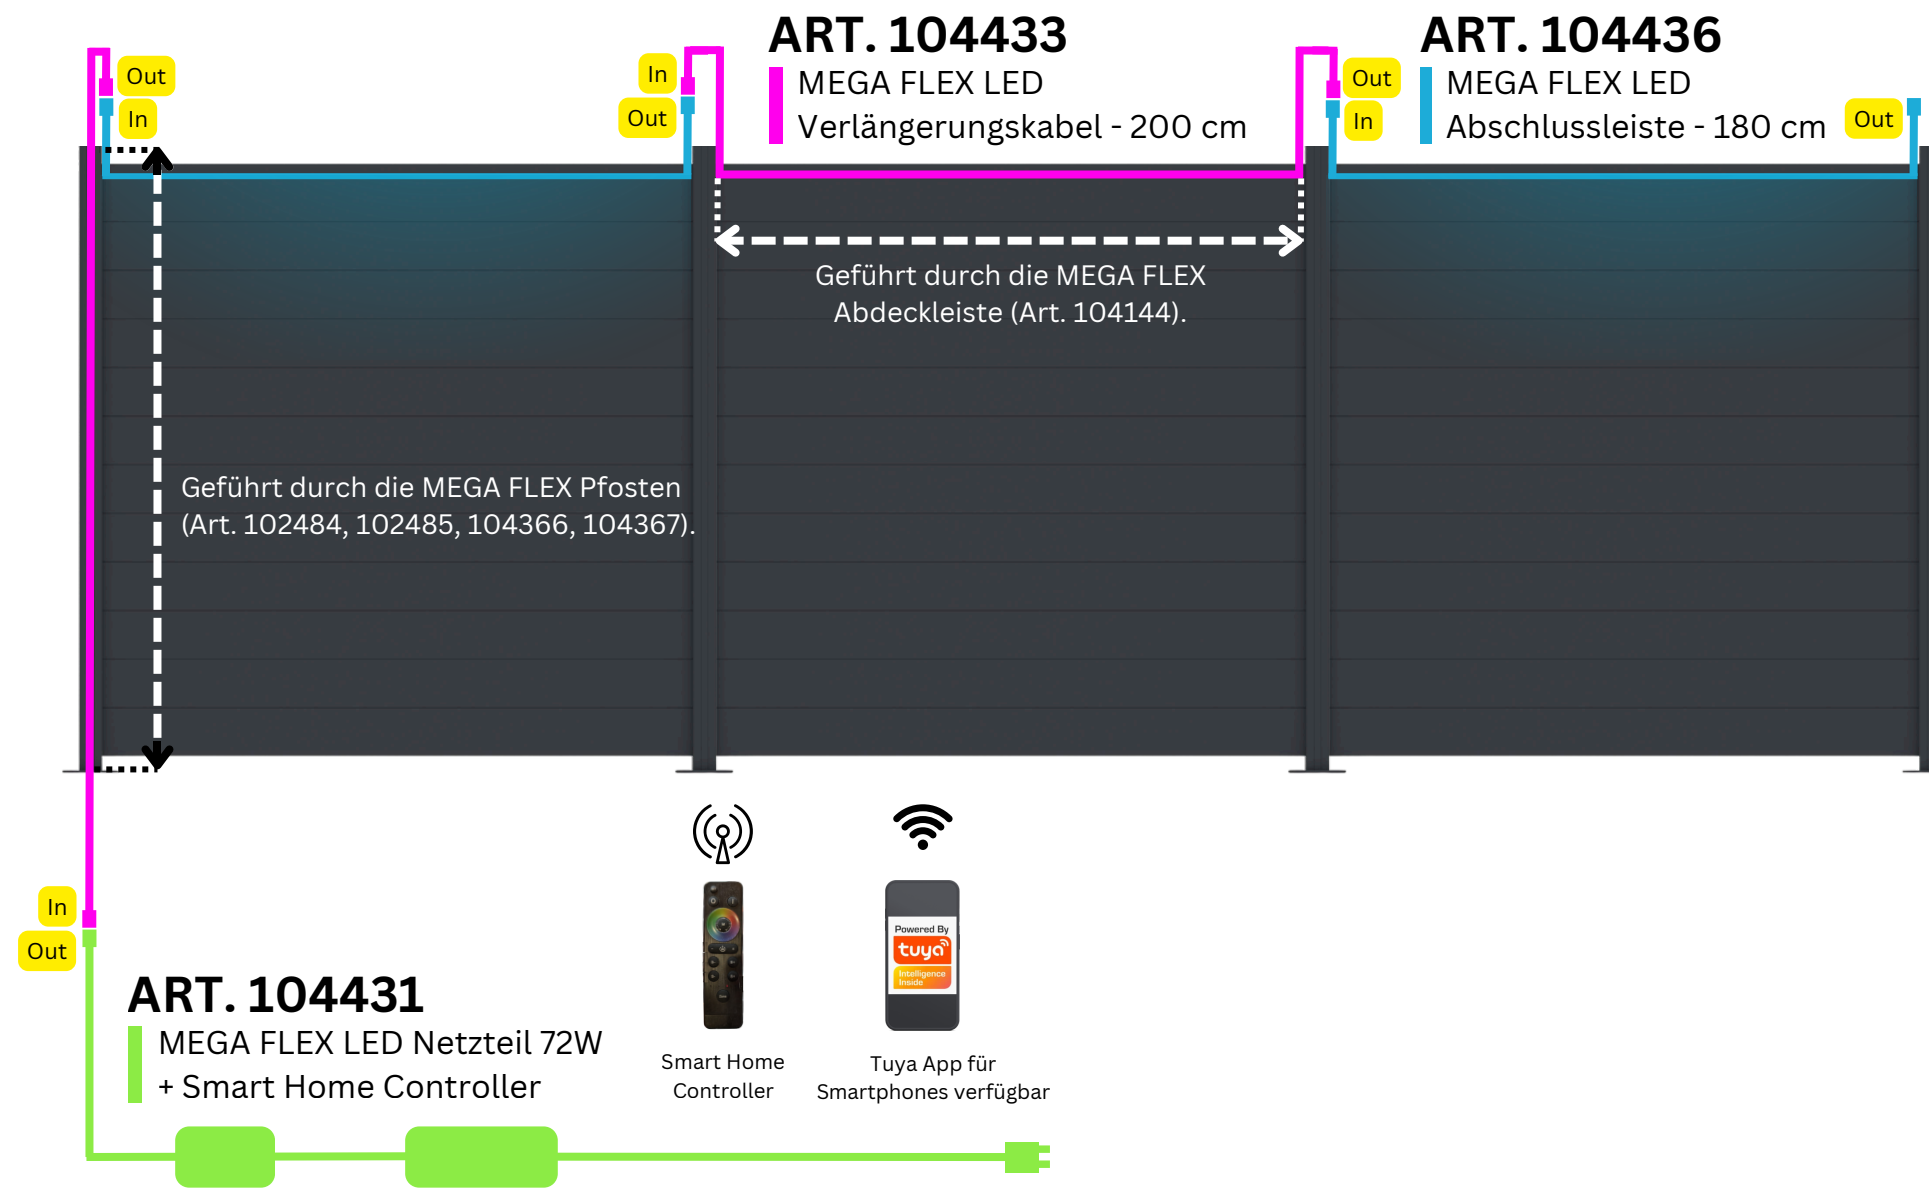 ART. 104433
MEGA FLEX LED
Verlängerungskabel - 200 cm
ART. 104436
MEGA FLEX LED
Abschlussleiste - 180 cm
Out
In
In
Out
Out
In
Out
Geführt durch die MEGA FLEX
Abdeckleiste (Art. 104144).
Geführt durch die MEGA FLEX Pfosten
(Art. 102484, 102485, 104366, 104367).
In
Out
ART. 104431
MEGA FLEX LED Netzteil 72W
+ Smart Home Controller
Smart Home
Controller
Powered By
tuya
Intelligence
Inside
Tuya App für
Smartphones verfügbar